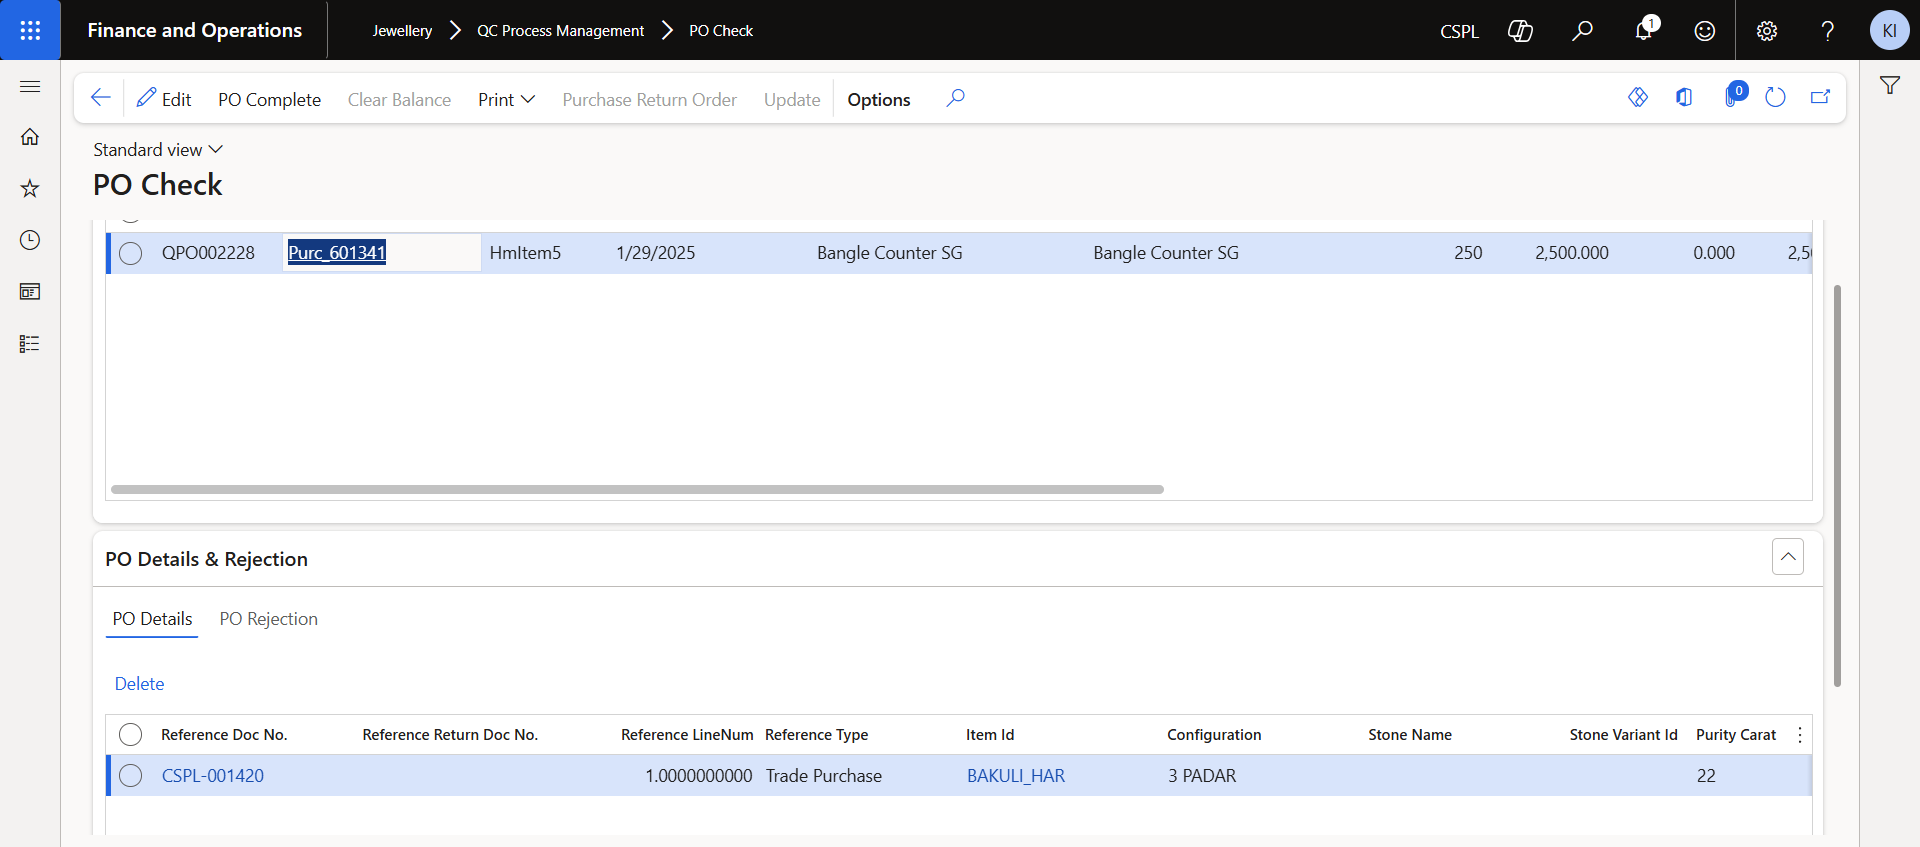 Finance and Operations Jewellery QC Process Management PO Check CSPL 1 ? KI
Edit PO Complete Clear Balance Print Purchase Return Order Update Options 0
Standard view
PO Check
QPO002228 Purc_601341 HmItem5 1/29/2025 Bangle Counter SG Bangle Counter SG 250 2,500.000 0.000
PO Details & Rejection
PO Details PO Rejection
Delete
Reference Doc No. Reference Return Doc No. Reference LineNum Reference Type Item Id Configuration Stone Name Stone Variant Id Purity Carat
CSPL-001420 1.0000000000 Trade Purchase BAKULI_HAR 3 PADAR 22